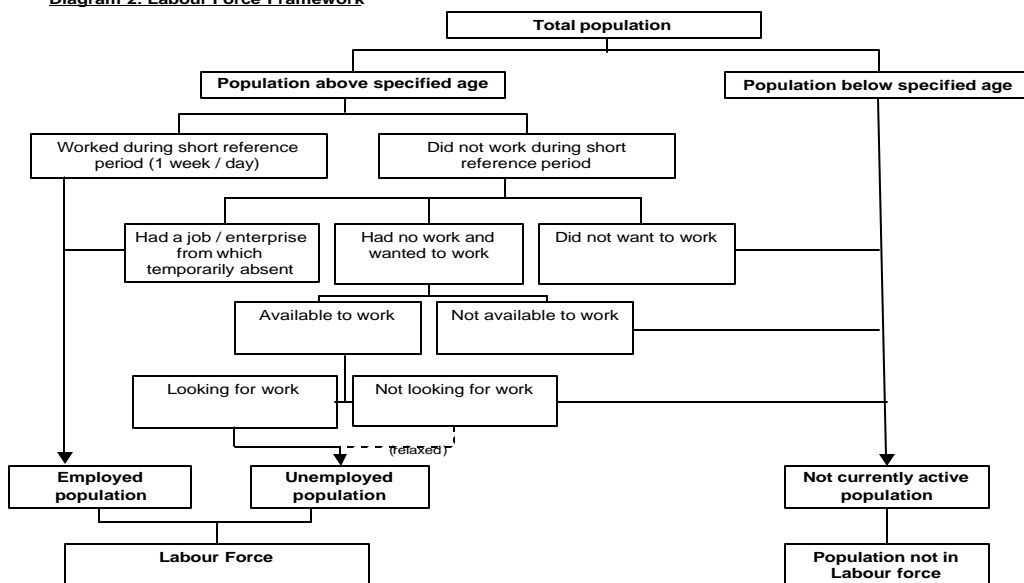 Diagram 2: Labour Force Framework
Total population
Population above specified age
Population below specified age
Worked during short reference
period (1 week / day)
Did not work during short
reference period
Had a job / enterprise
from which
temporarily absent
Had no work and
wanted to work
Did not want to work
Available to work
Not available to work
Looking for work
Not looking for work
(relaxed)
Employed
population
Unemployed
population
Not currently active
population
Labour Force
Population not in
Labour force